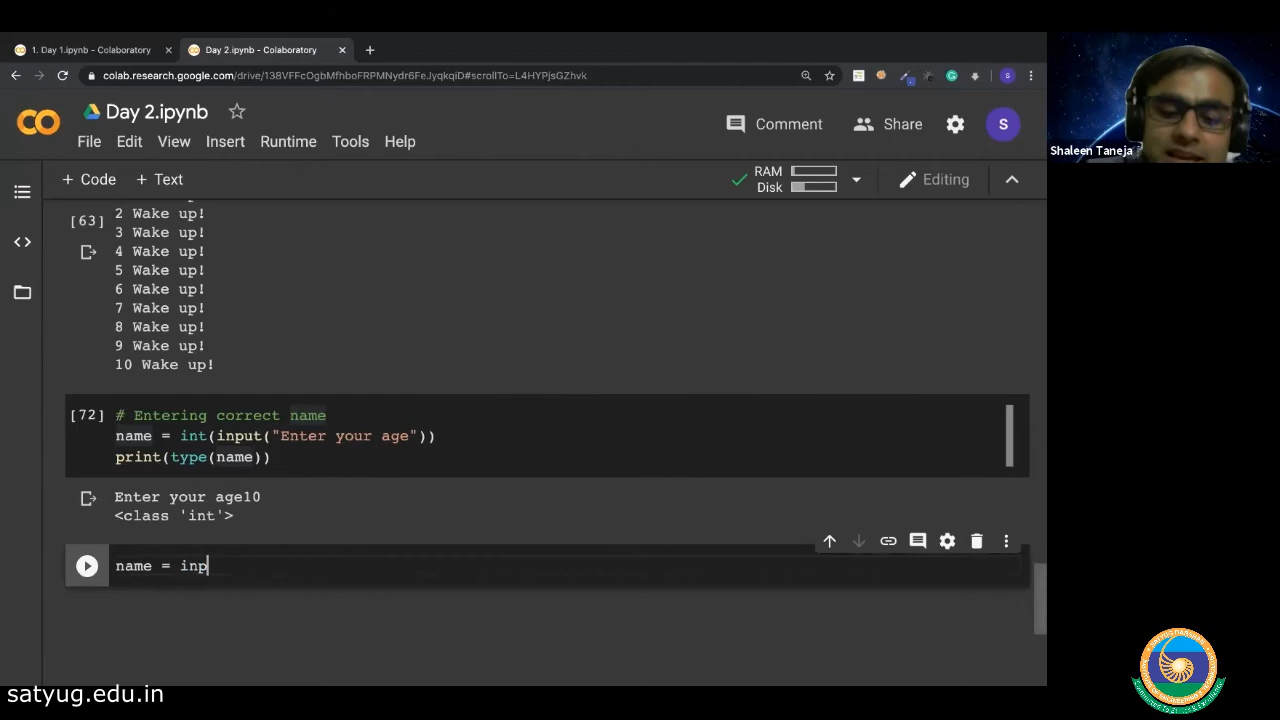 1. Day 1.ipynb - Colaboratory
Day 2.ipynb - Colaboratory
colab.research.google.com/drive/138VFFcOgbMfhboFRPMNydr6FeJyqkqiD#scrollTo=L4HYPjsGZhvk
S
Day 2.ipynb
Comment
Share
S
File Edit View Insert Runtime Tools Help
+ Code + Text
RAM
Disk
Editing
[63]
2 Wake up!
3 Wake up!
4 Wake up!
5 Wake up!
6 Wake up!
7 Wake up!
8 Wake up!
9 Wake up!
10 Wake up!
[72] # Entering correct name
name = int(input("Enter your age"))
print(type(name))
Enter your age10
<class 'int'>
name = inp
Shaleen Taneja
satyug.edu.in